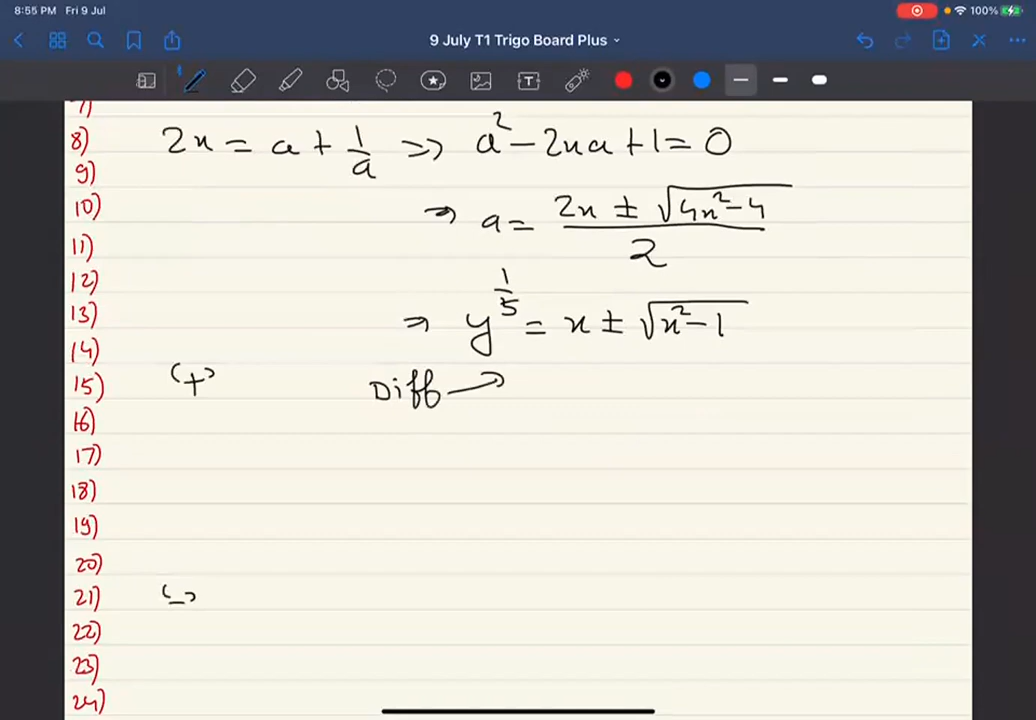 8:55 PM Fri 9 Jul 100%
9 July T1 Trigo Board Plus
7)
8) 2x = a + 1/a ⇒ a² - 2xa + 1 = 0
9)
10) ⇒ a = (2x ± √(4x² - 4)) / 2
11)
12)
13) ⇒ y^(1/5) = x ± √(x² - 1)
14)
15) (+) Diff →
16)
17)
18)
19)
20)
21) (-)
22)
23)
24)